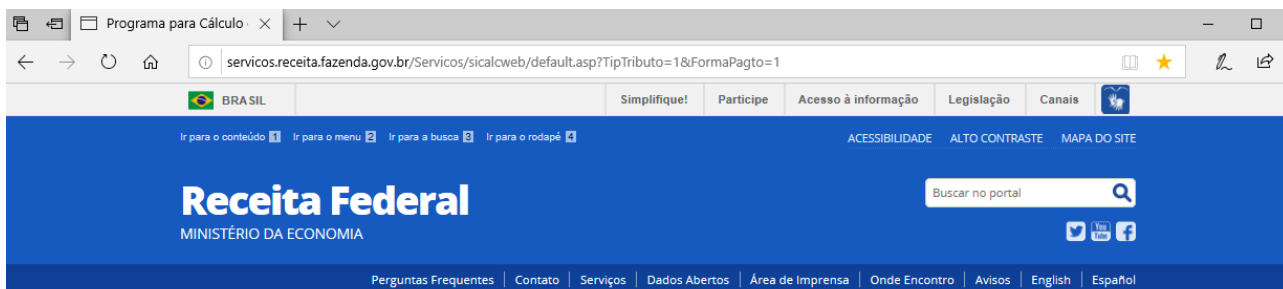 Programa para Cálculo
servicos.receita.fazenda.gov.br/Servicos/sicalcweb/default.asp?TipTributo=1&FormaPagto=1
BRASIL Simplifique! Participe Acesso à informação Legislação Canais
Ir para o conteúdo 1 Ir para o menu 2 Ir para a busca 3 Ir para o rodapé 4 ACESSIBILIDADE ALTO CONTRASTE MAPA DO SITE
Receita Federal
Buscar no portal
MINISTÉRIO DA ECONOMIA
You Tube
Perguntas Frequentes | Contato | Serviços | Dados Abertos | Área de Imprensa | Onde Encontro | Avisos | English | Español